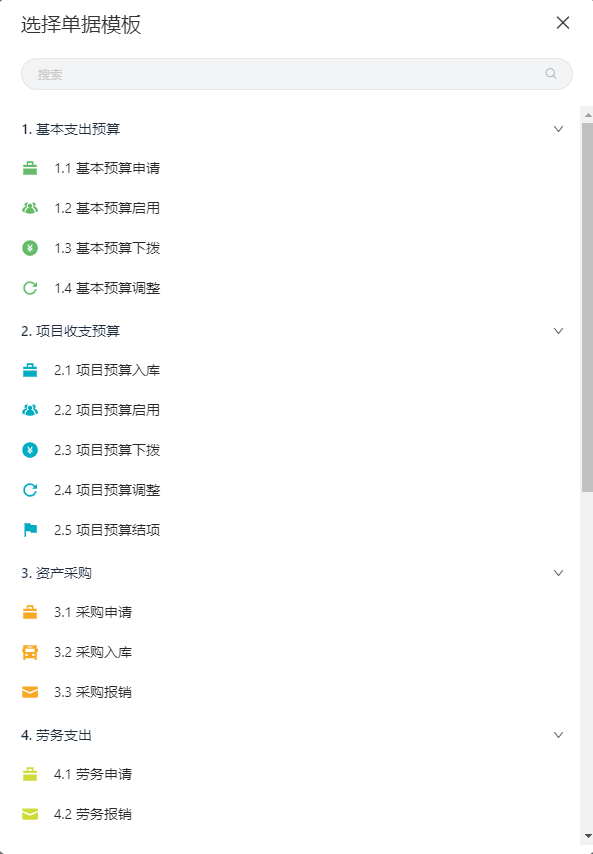 选择单据模板
搜索
1. 基本支出预算
1.1 基本预算申请
1.2 基本预算启用
1.3 基本预算下拨
1.4 基本预算调整
2. 项目收支预算
2.1 项目预算入库
2.2 项目预算启用
2.3 项目预算下拨
2.4 项目预算调整
2.5 项目预算结项
3. 资产采购
3.1 采购申请
3.2 采购入库
3.3 采购报销
4. 劳务支出
4.1 劳务申请
4.2 劳务报销